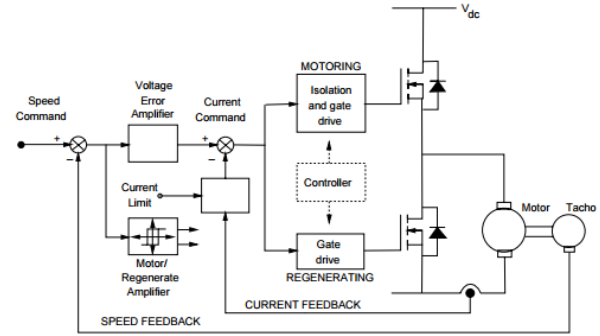 Vdc
MOTORING
Voltage
Error
Amplifier
Isolation
and gate
drive
Speed
Command
Current
Command
+
−
+
−
Controller
Current
Limit
Motor
Tacho
Gate
drive
Motor/
Regenerate
Amplifier
REGENERATING
CURRENT FEEDBACK
SPEED FEEDBACK